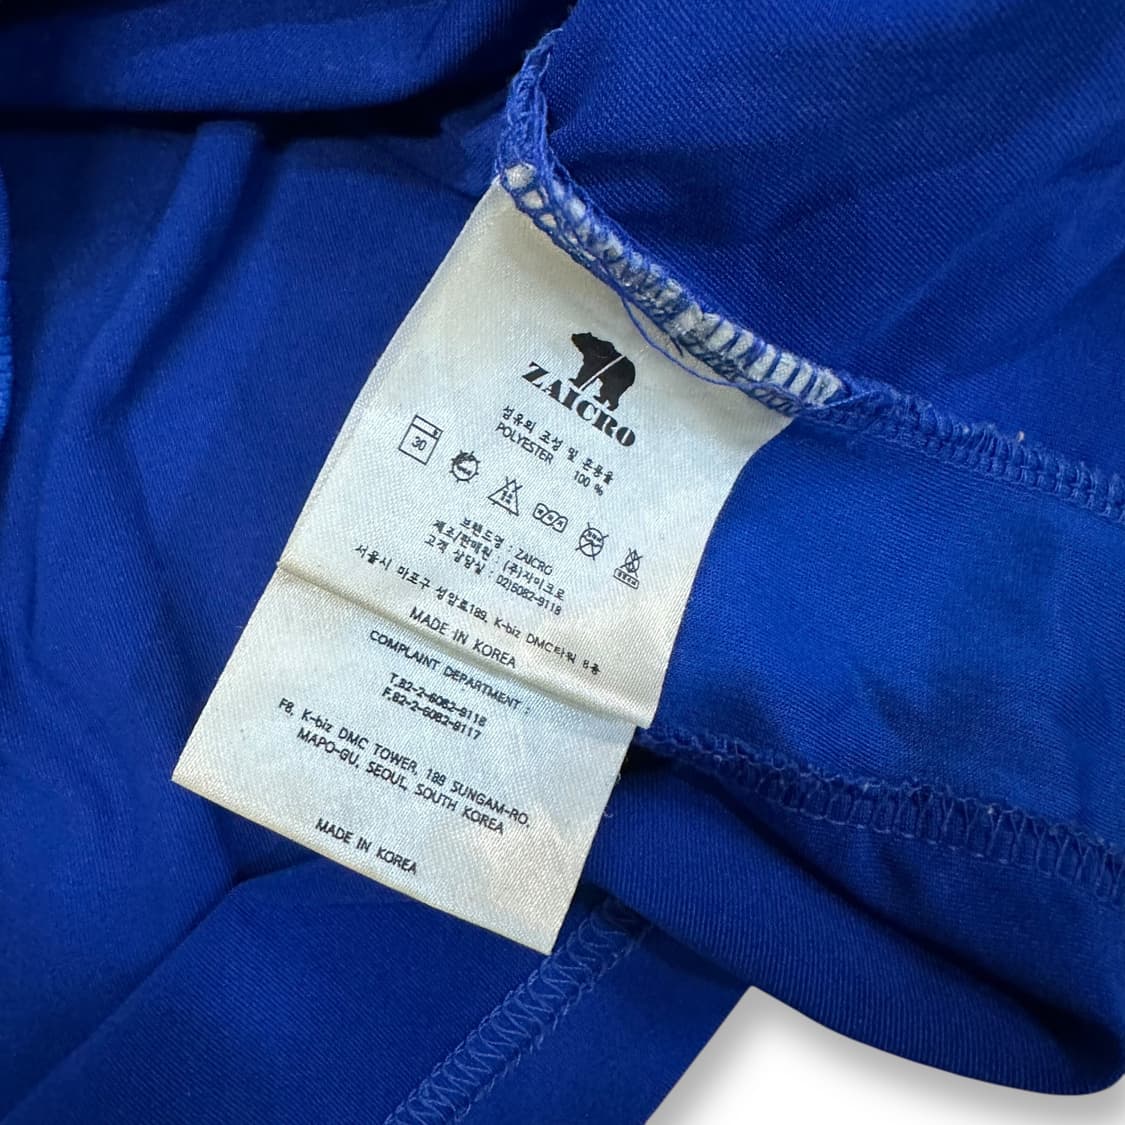 ZAICRO
섬유의 조성 및 혼용율
POLYESTER 100 %
30
브랜드명 : ZAICRO
제조/판매원 : (주)자이크로
고객 상담실 : 02)6082-9118
서울시 마포구 성암로189, K-biz DMC타워 8층
MADE IN KOREA
COMPLAINT DEPARTMENT :
T.82-2-6082-9118
F.82-2-6082-9117
F8, K-biz DMC TOWER, 189 SUNGAM-RO,
MAPO-GU, SEOUL, SOUTH KOREA
MADE IN KOREA